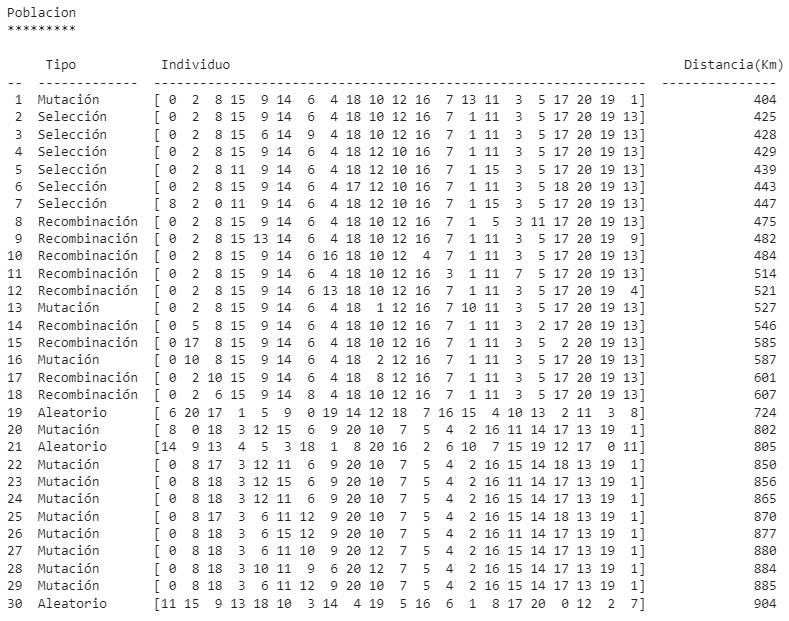 Poblacion
*********
     Tipo           Individuo                                                           Distancia(Km)
--  -------------  ----------------------------------------------------------------  ---------------
 1  Mutación       [ 0  2  8 15  9 14  6  4 18 10 12 16  7 13 11  3  5 17 20 19  1]              404
 2  Selección      [ 0  2  8 15  9 14  6  4 18 10 12 16  7  1 11  3  5 17 20 19 13]              425
 3  Selección      [ 0  2  8 15  6 14  9  4 18 10 12 16  7  1 11  3  5 17 20 19 13]              428
 4  Selección      [ 0  2  8 15  9 14  6  4 18 12 10 16  7  1 11  3  5 17 20 19 13]              429
 5  Selección      [ 0  2  8 11  9 14  6  4 18 12 10 16  7  1 15  3  5 17 20 19 13]              439
 6  Selección      [ 0  2  8 15  9 14  6  4 17 12 10 16  7  1 11  3  5 18 20 19 13]              443
 7  Selección      [ 8  2  0 11  9 14  6  4 18 12 10 16  7  1 15  3  5 17 20 19 13]              447
 8  Recombinación  [ 0  2  8 15  9 14  6  4 18 10 12 16  7  1  5  3 11 17 20 19 13]              475
 9  Recombinación  [ 0  2  8 15 13 14  6  4 18 10 12 16  7  1 11  3  5 17 20 19  9]              482
10  Recombinación  [ 0  2  8 15  9 14  6 16 18 10 12  4  7  1 11  3  5 17 20 19 13]              484
11  Recombinación  [ 0  2  8 15  9 14  6  4 18 10 12 16  3  1 11  7  5 17 20 19 13]              514
12  Recombinación  [ 0  2  8 15  9 14  6 13 18 10 12 16  7  1 11  3  5 17 20 19  4]              521
13  Mutación       [ 0  2  8 15  9 14  6  4 18  1 12 16  7 10 11  3  5 17 20 19 13]              527
14  Recombinación  [ 0  5  8 15  9 14  6  4 18 10 12 16  7  1 11  3  2 17 20 19 13]              546
15  Recombinación  [ 0 17  8 15  9 14  6  4 18 10 12 16  7  1 11  3  5  2 20 19 13]              585
16  Mutación       [ 0 10  8 15  9 14  6  4 18  2 12 16  7  1 11  3  5 17 20 19 13]              587
17  Recombinación  [ 0  2 10 15  9 14  6  4 18  8 12 16  7  1 11  3  5 17 20 19 13]              601
18  Recombinación  [ 0  2  6 15  9 14  8  4 18 10 12 16  7  1 11  3  5 17 20 19 13]              607
19  Aleatorio      [ 6 20 17  1  5  9  0 19 14 12 18  7 16 15  4 10 13  2 11  3  8]              724
20  Mutación       [ 8  0 18  3 12 15  6  9 20 10  7  5  4  2 16 11 14 17 13 19  1]              802
21  Aleatorio      [14  9 13  4  5  3 18  1  8 20 16  2  6 10  7 15 19 12 17  0 11]              805
22  Mutación       [ 0  8 17  3 12 11  6  9 20 10  7  5  4  2 16 15 14 18 13 19  1]              850
23  Mutación       [ 0  8 18  3 12 15  6  9 20 10  7  5  4  2 16 11 14 17 13 19  1]              856
24  Mutación       [ 0  8 18  3 12 11  6  9 20 10  7  5  4  2 16 15 14 17 13 19  1]              865
25  Mutación       [ 0  8 17  3  6 11 12  9 20 10  7  5  4  2 16 15 14 18 13 19  1]              870
26  Mutación       [ 0  8 18  3  6 15 12  9 20 10  7  5  4  2 16 11 14 17 13 19  1]              877
27  Mutación       [ 0  8 18  3  6 11 10  9 20 12  7  5  4  2 16 15 14 17 13 19  1]              880
28  Mutación       [ 0  8 18  3 10 11  9  6 20 12  7  5  4  2 16 15 14 17 13 19  1]              884
29  Mutación       [ 0  8 18  3  6 11 12  9 20 10  7  5  4  2 16 15 14 17 13 19  1]              885
30  Aleatorio      [11 15  9 13 18 10  3 14  4 19  5 16  6  1  8 17 20  0 12  2  7]              904